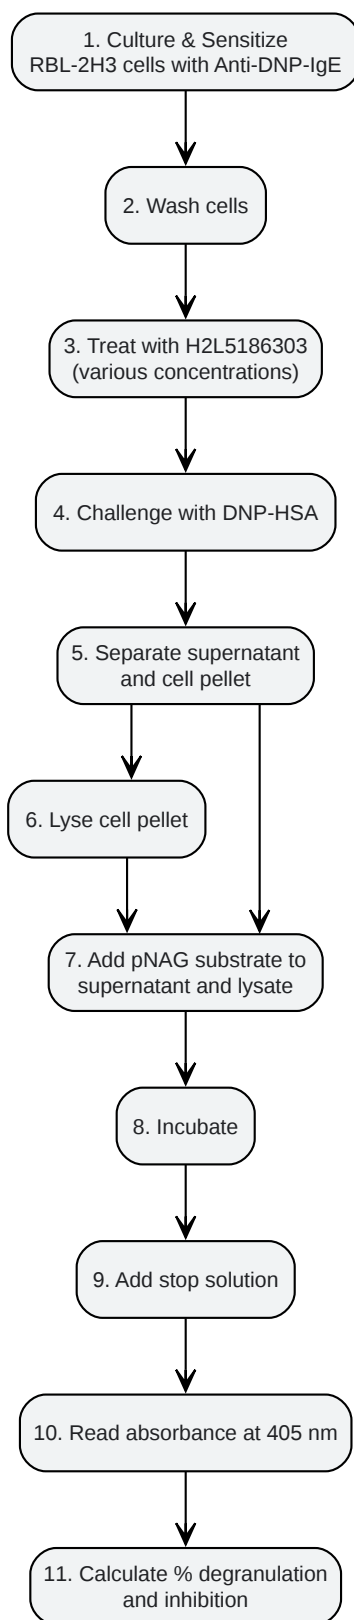 1. Culture & Sensitize
RBL-2H3 cells with Anti-DNP-IgE
2. Wash cells
3. Treat with H2L5186303
(various concentrations)
4. Challenge with DNP-HSA
5. Separate supernatant
and cell pellet
6. Lyse cell pellet
7. Add pNAG substrate to
supernatant and lysate
8. Incubate
9. Add stop solution
10. Read absorbance at 405 nm
11. Calculate % degranulation
and inhibition